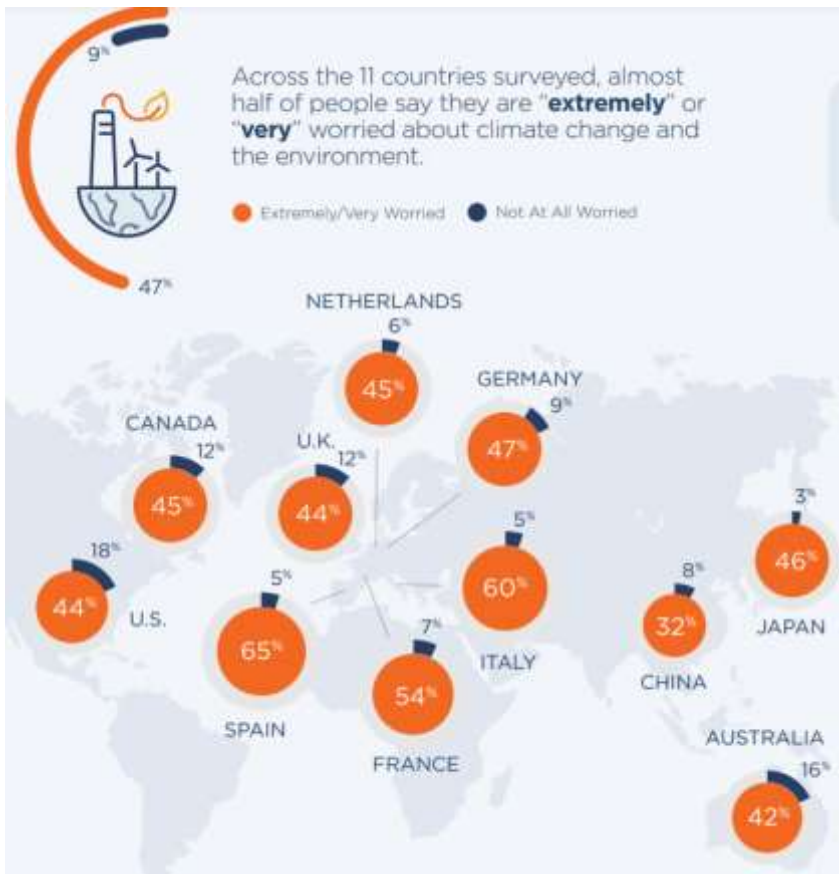 9%
Across the 11 countries surveyed, almost
half of people say they are "extremely" or
"very" worried about climate change and
the environment.
Extremely/Very Worried
Not At All Worried
47%
NETHERLANDS
6%
45%
GERMANY
9%
47%
CANADA
12%
45%
U.K.
12%
44%
3%
46%
JAPAN
18%
44%
U.S.
5%
60%
ITALY
5%
65%
SPAIN
7%
54%
FRANCE
8%
32%
CHINA
AUSTRALIA
16%
42%